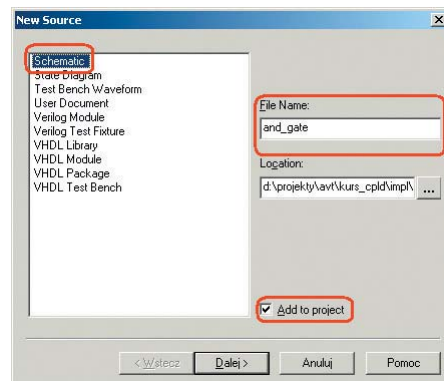 New Source
Schematic
State Diagram
Test Bench Waveform
User Document
Verilog Module
Verilog Test Fixture
VHDL Library
VHDL Module
VHDL Package
VHDL Test Bench
File Name:
and_gate
Location:
d:\projekty\avt\kurs_cpld\impl\
...
Add to project
< Wstecz
Dalej >
Anuluj
Pomoc